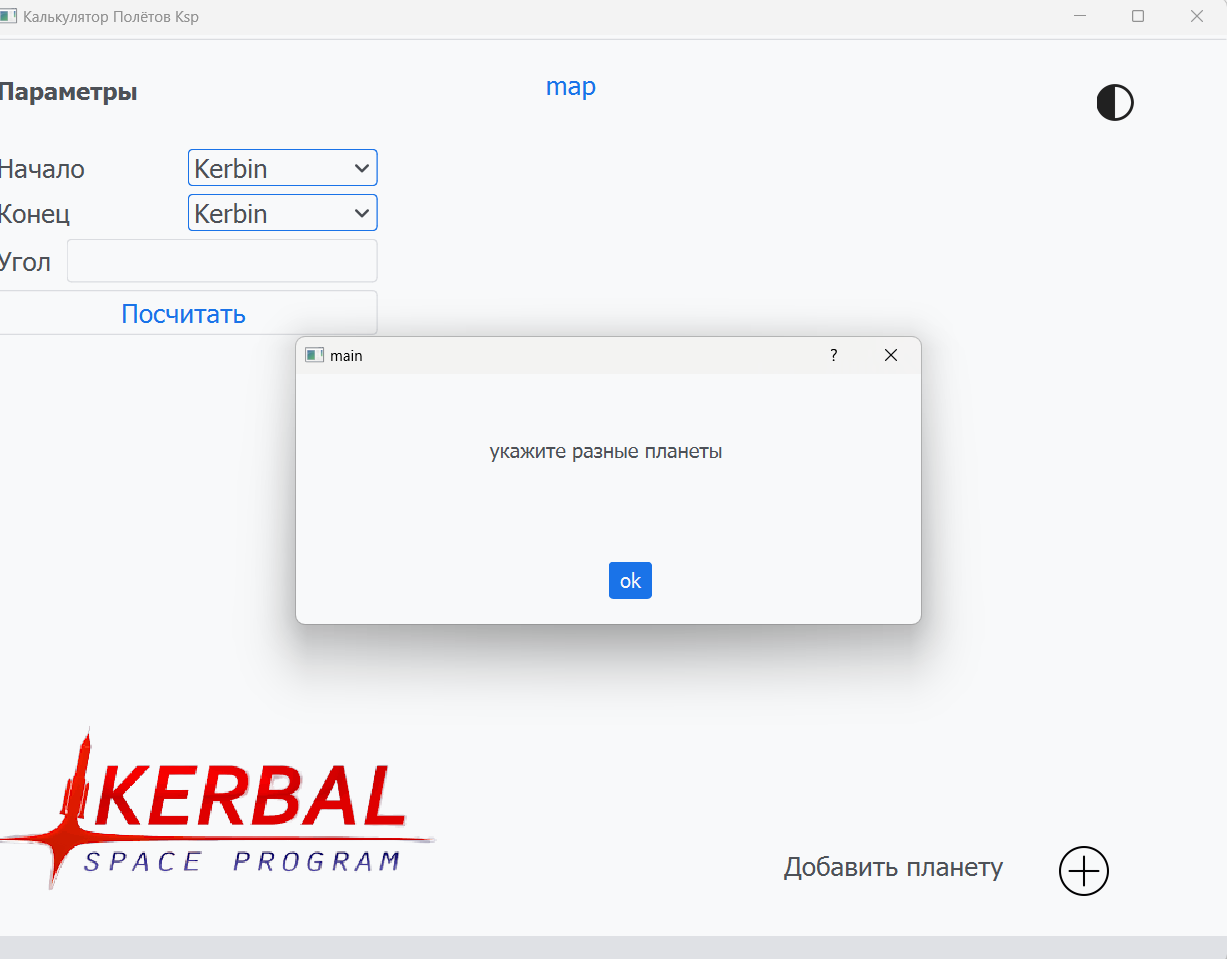 Калькулятор Полётов Ksp
Параметры
map
Начало
Kerbin
Конец
Kerbin
Угол
Посчитать
main
?
укажите разные планеты
ok
KERBAL
SPACE PROGRAM
Добавить планету